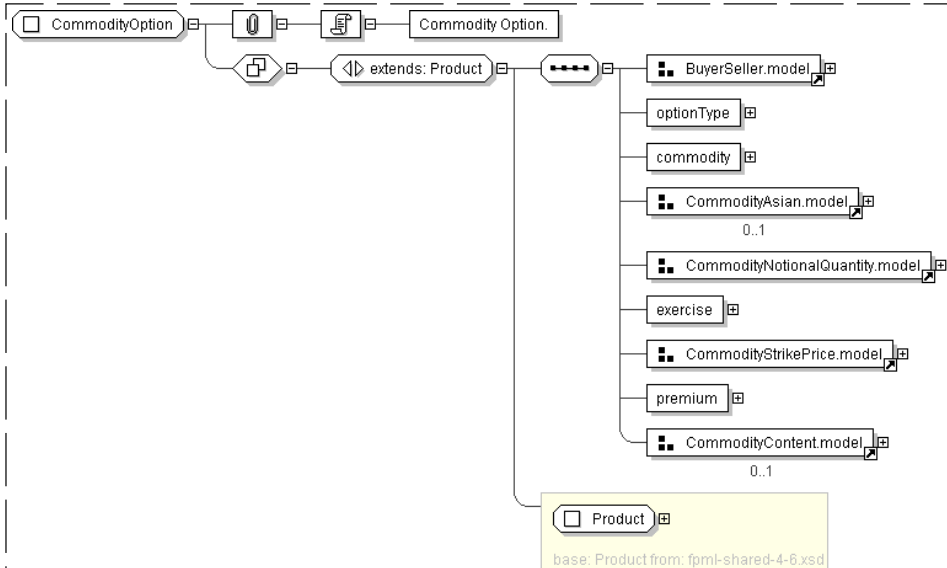 CommodityOption
Commodity Option.
extends: Product
BuyerSeller.model
optionType
commodity
CommodityAsian.model
0..1
CommodityNotionalQuantity.model
exercise
CommodityStrikePrice.model
premium
CommodityContent.model
0..1
Product
base: Product from: fpml-shared-4-6.xsd